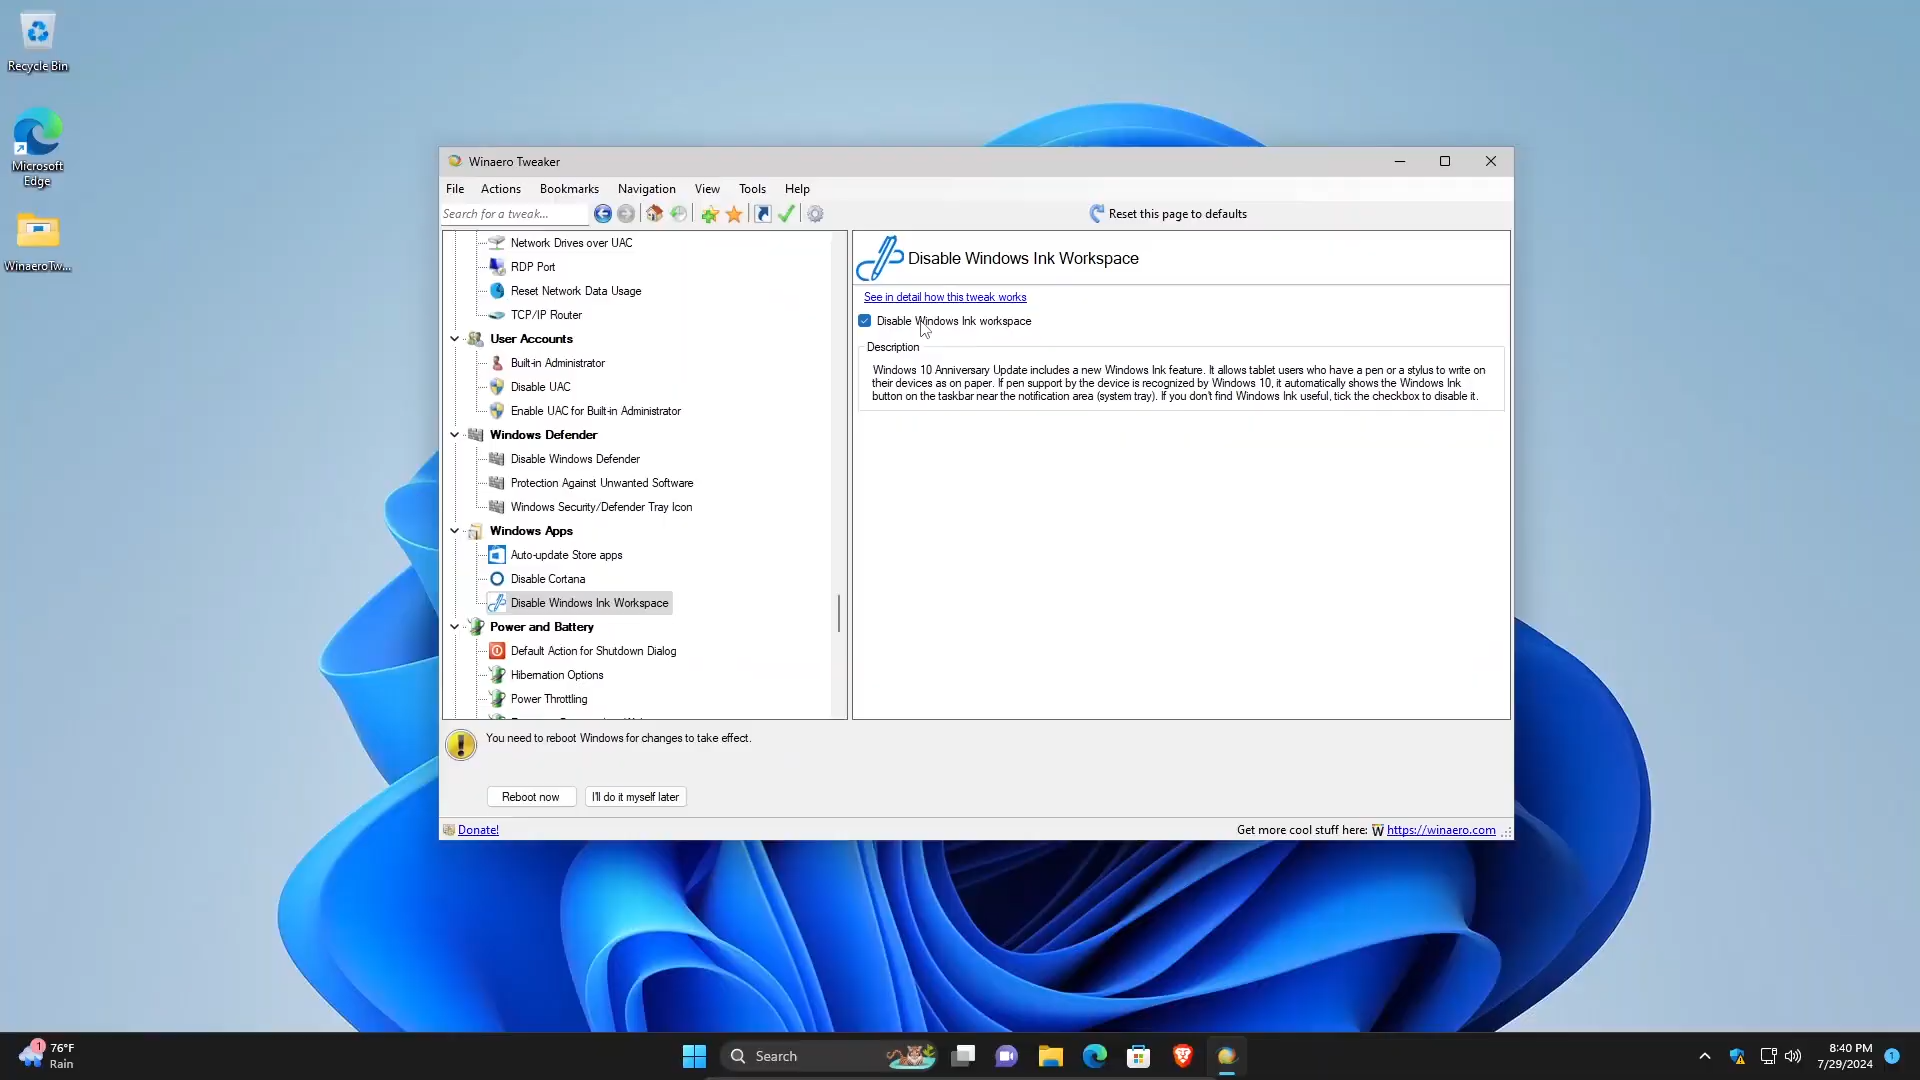 Recycle Bin
Microsoft
Edge
WinaeroTw...
Winaero Tweaker
File Actions Bookmarks Navigation View Tools Help
Search for a tweak...
Reset this page to defaults
Network Drives over UAC
RDP Port
Reset Network Data Usage
TCP/IP Router
User Accounts
Built-in Administrator
Disable UAC
Enable UAC for Built-in Administrator
Windows Defender
Disable Windows Defender
Protection Against Unwanted Software
Windows Security/Defender Tray Icon
Windows Apps
Auto-update Store apps
Disable Cortana
Disable Windows Ink Workspace
Power and Battery
Default Action for Shutdown Dialog
Hibernation Options
Power Throttling
Disable Windows Ink Workspace
See in detail how this tweak works
Disable Windows Ink workspace
Description
Windows 10 Anniversary Update includes a new Windows Ink feature. It allows tablet users who have a pen or a stylus to write on
their devices as on paper. If pen support by the device is recognized by Windows 10, it automatically shows the Windows Ink
button on the taskbar near the notification area (system tray). If you don't find Windows Ink useful, tick the checkbox to disable it.
You need to reboot Windows for changes to take effect.
Reboot now I'll do it myself later
Donate!
Get more cool stuff here: W https://winaero.com
1
76°F
Rain
Search
8:40 PM
7/29/2024
1